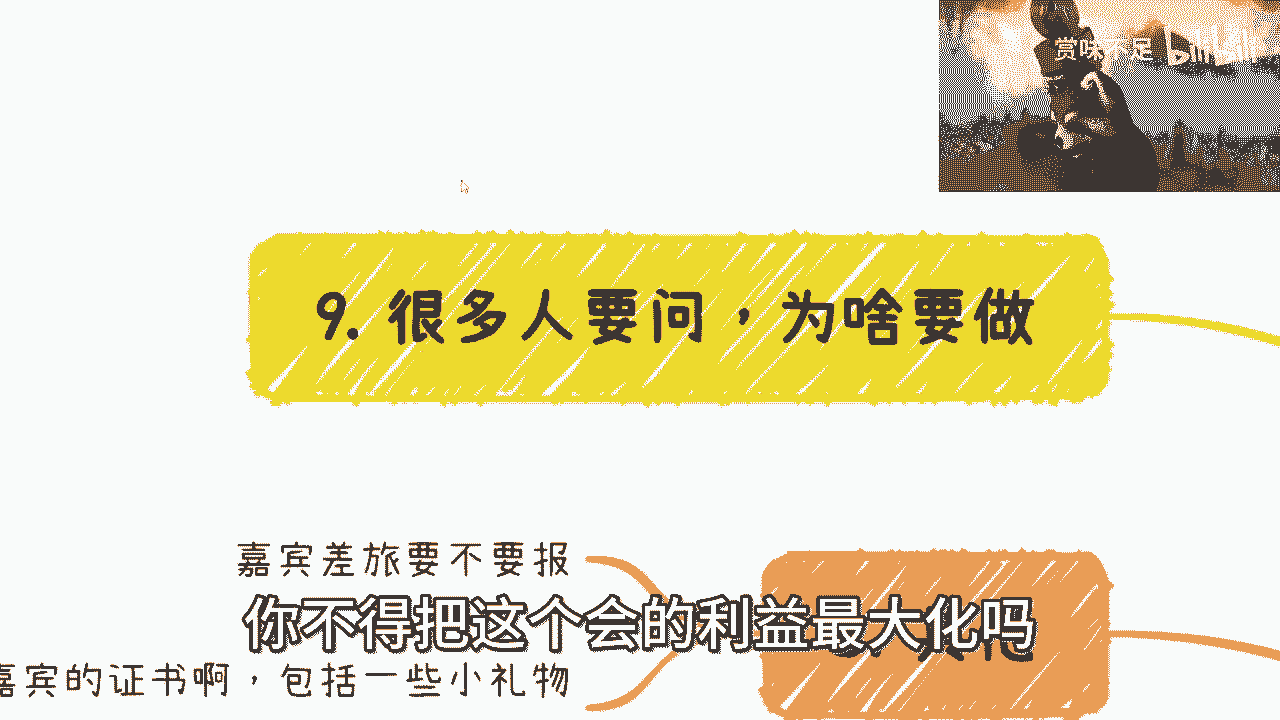 赏味不足 bilibili
9. 很多人要问，为啥要做
嘉宾差旅要不要报
你不得把这个会的利益最大化吗
嘉宾的证书啊，包括一些小礼物